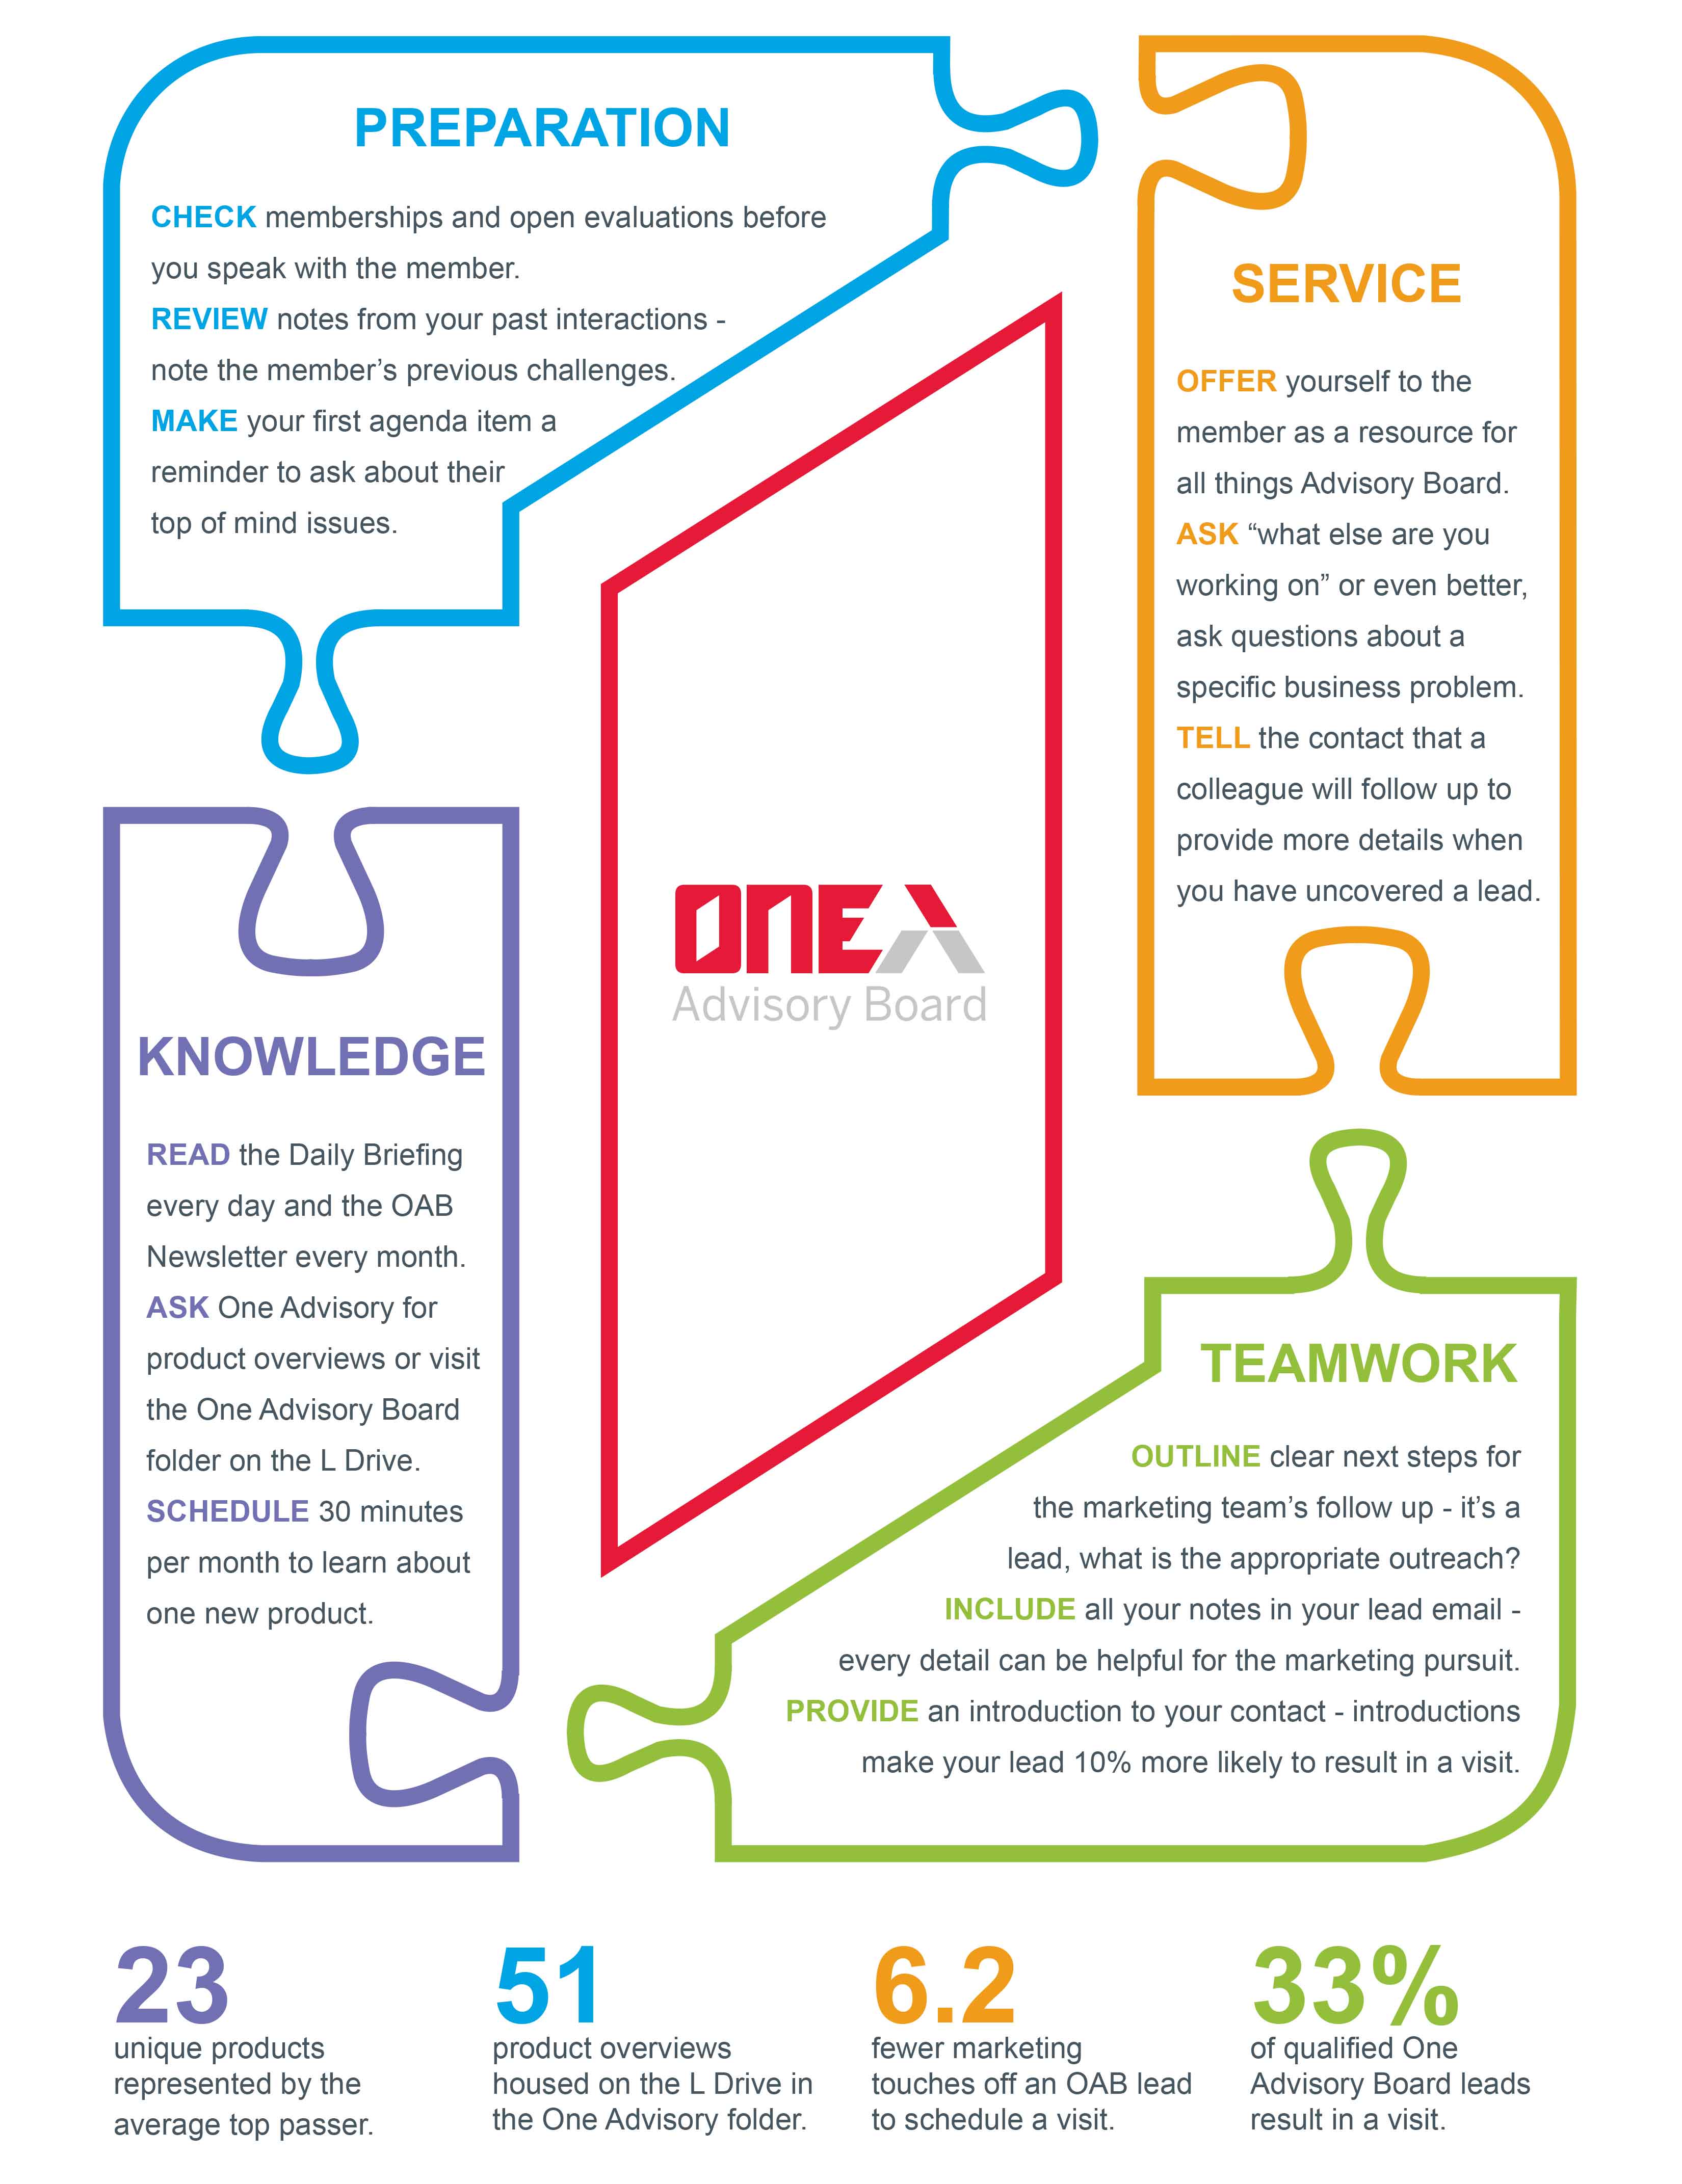 PREPARATION
CHECK memberships and open evaluations before
you speak with the member.
REVIEW notes from your past interactions -
note the member’s previous challenges.
MAKE your first agenda item a
reminder to ask about their
top of mind issues.
SERVICE
OFFER yourself to the
member as a resource for
all things Advisory Board.
ASK “what else are you
working on” or even better,
ask questions about a
specific business problem.
TELL the contact that a
colleague will follow up to
provide more details when
you have uncovered a lead.
ONE
Advisory Board
KNOWLEDGE
READ the Daily Briefing
every day and the OAB
Newsletter every month.
ASK One Advisory for
product overviews or visit
the One Advisory Board
folder on the L Drive.
SCHEDULE 30 minutes
per month to learn about
one new product.
TEAMWORK
OUTLINE clear next steps for
the marketing team’s follow up - it’s a
lead, what is the appropriate outreach?
INCLUDE all your notes in your lead email -
every detail can be helpful for the marketing pursuit.
PROVIDE an introduction to your contact - introductions
make your lead 10% more likely to result in a visit.
23
unique products
represented by the
average top passer.
51
product overviews
housed on the L Drive in
the One Advisory folder.
6.2
fewer marketing
touches off an OAB lead
to schedule a visit.
33%
of qualified One
Advisory Board leads
result in a visit.